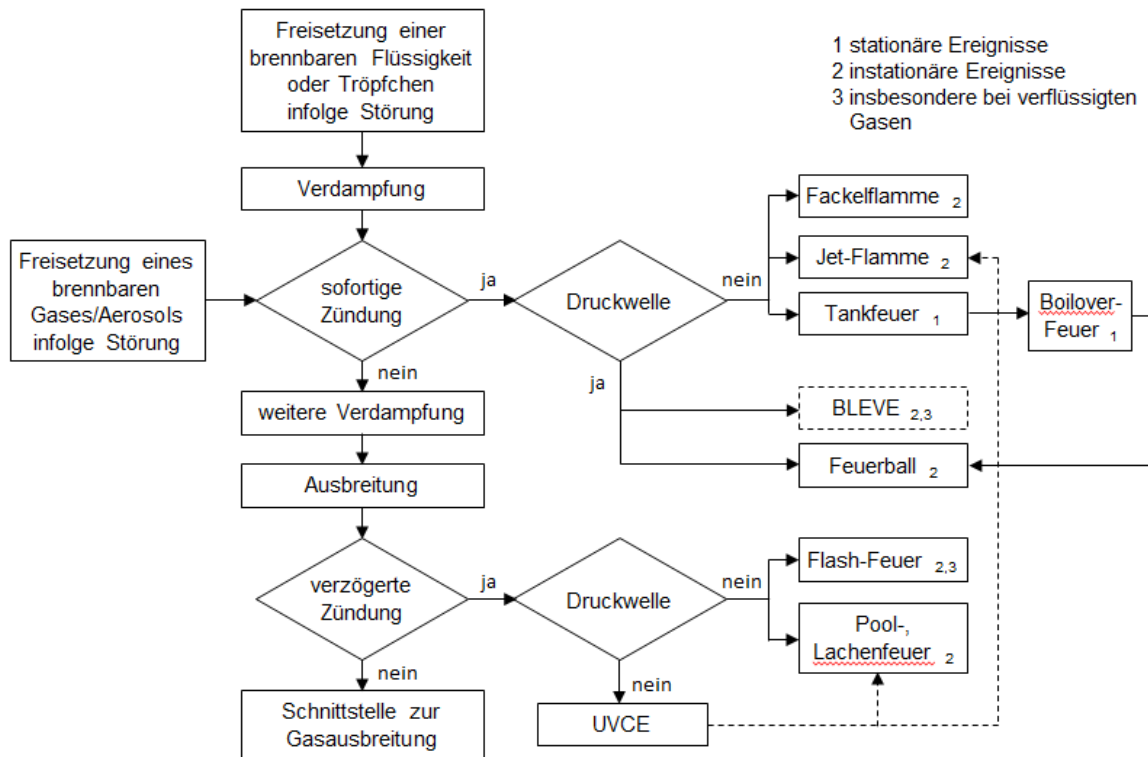 Freisetzung einer
brennbaren Flüssigkeit
oder Tröpfchen
infolge Störung
1 stationäre Ereignisse
2 instationäre Ereignisse
3 insbesondere bei verflüssigten
Gasen
Verdampfung
Fackelflamme 2
Freisetzung eines
brennbaren
Gases/Aerosols
infolge Störung
sofortige
Zündung
ja
Druckwelle
nein
Jet-Flamme 2
Tankfeuer 1
Boilover-
Feuer 1
nein
ja
weitere Verdampfung
BLEVE 2,3
Feuerball 2
Ausbreitung
verzögerte
Zündung
ja
Druckwelle
nein
Flash-Feuer 2,3
Pool-,
Lachenfeuer 2
nein
nein
Schnittstelle zur
Gasausbreitung
UVCE